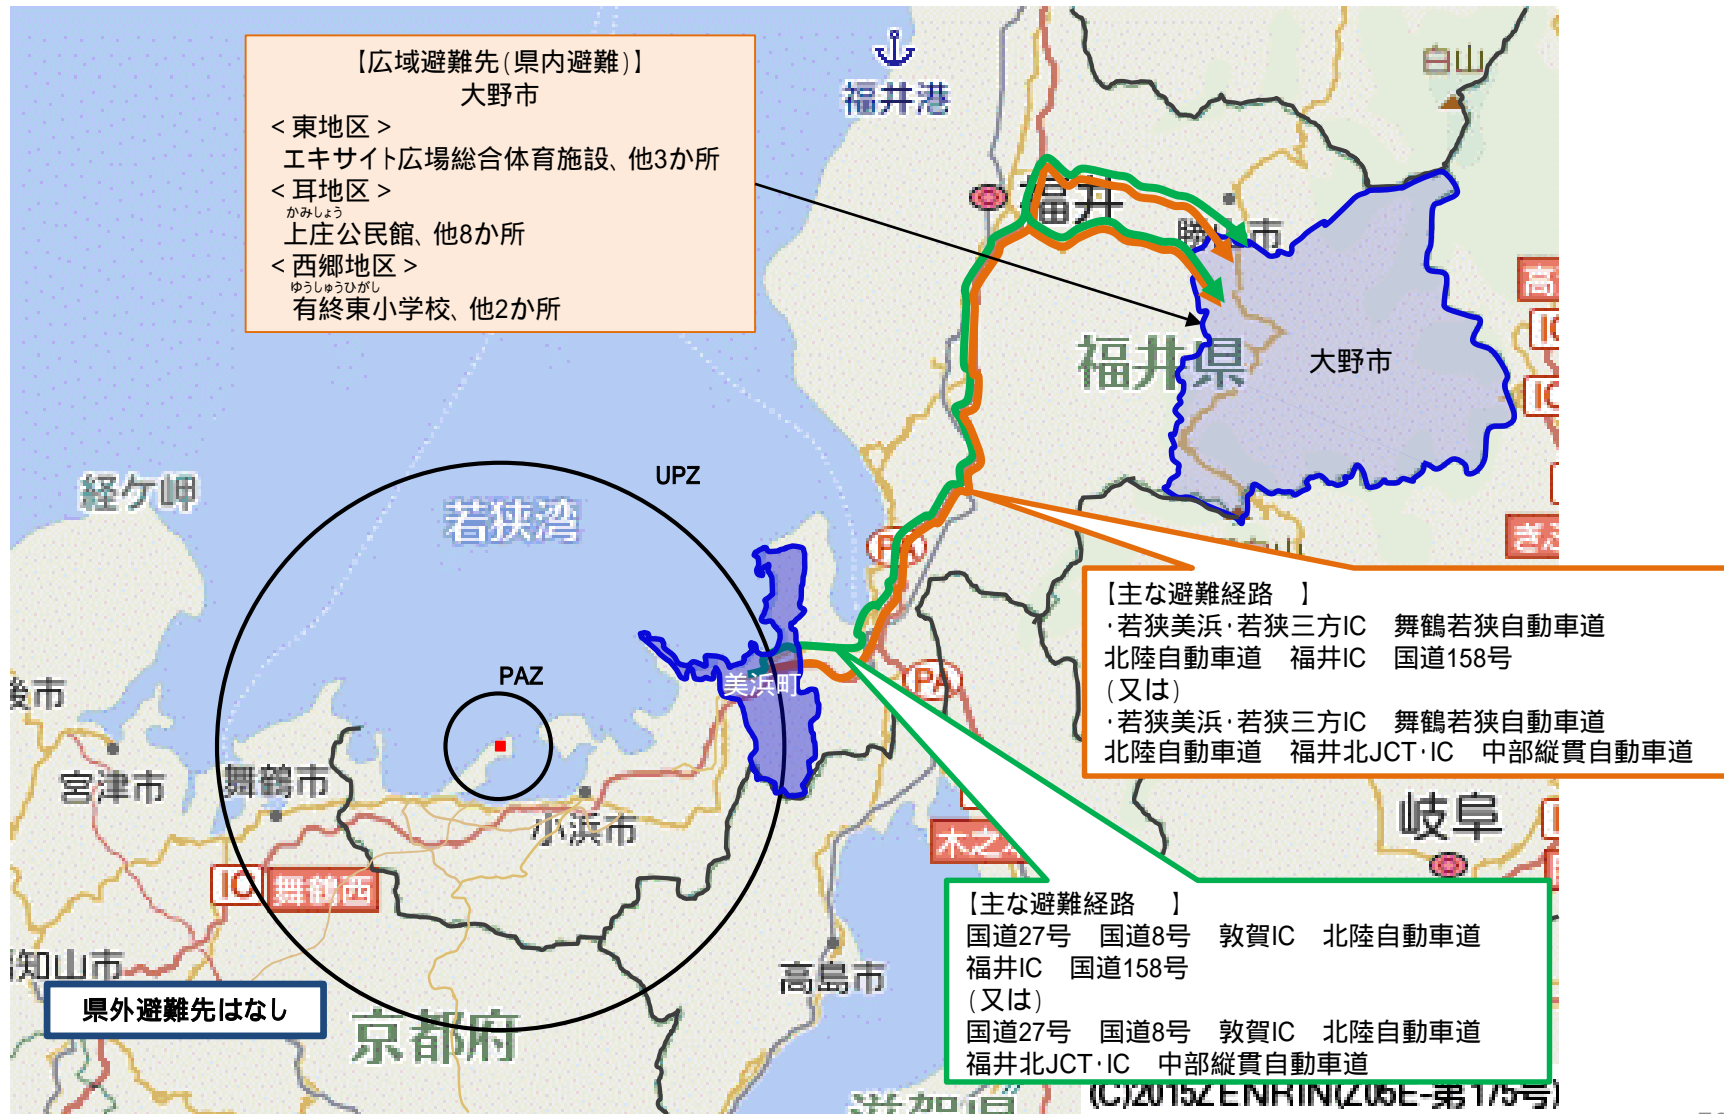 【広域避難先(県内避難)】
大野市
<東地区>
エキサイト広場総合体育施設、他3か所
<耳地区>
かみしょう
上庄公民館、他8か所
<西郷地区>
ゆうしゅうひがし
有終東小学校、他2か所
福井港
白山
福井
勝山市
福井県
大野市
UPZ
経ケ岬
若狭湾
PA
PAZ
美浜町
PA
宮津市
舞鶴市
小浜市
IC
舞鶴西
高島市
県外避難先はなし
京都府
岐阜
【主な避難経路 】
・若狭美浜・若狭三方IC 舞鶴若狭自動車道
北陸自動車道 福井IC 国道158号
(又は)
・若狭美浜・若狭三方IC 舞鶴若狭自動車道
北陸自動車道 福井北JCT・IC 中部縦貫自動車道
【主な避難経路 】
国道27号 国道8号 敦賀IC 北陸自動車道
福井IC 国道158号
(又は)
国道27号 国道8号 敦賀IC 北陸自動車道
福井北JCT・IC 中部縦貫自動車道
(C)2015ZENRIN(Z05E-第175号)